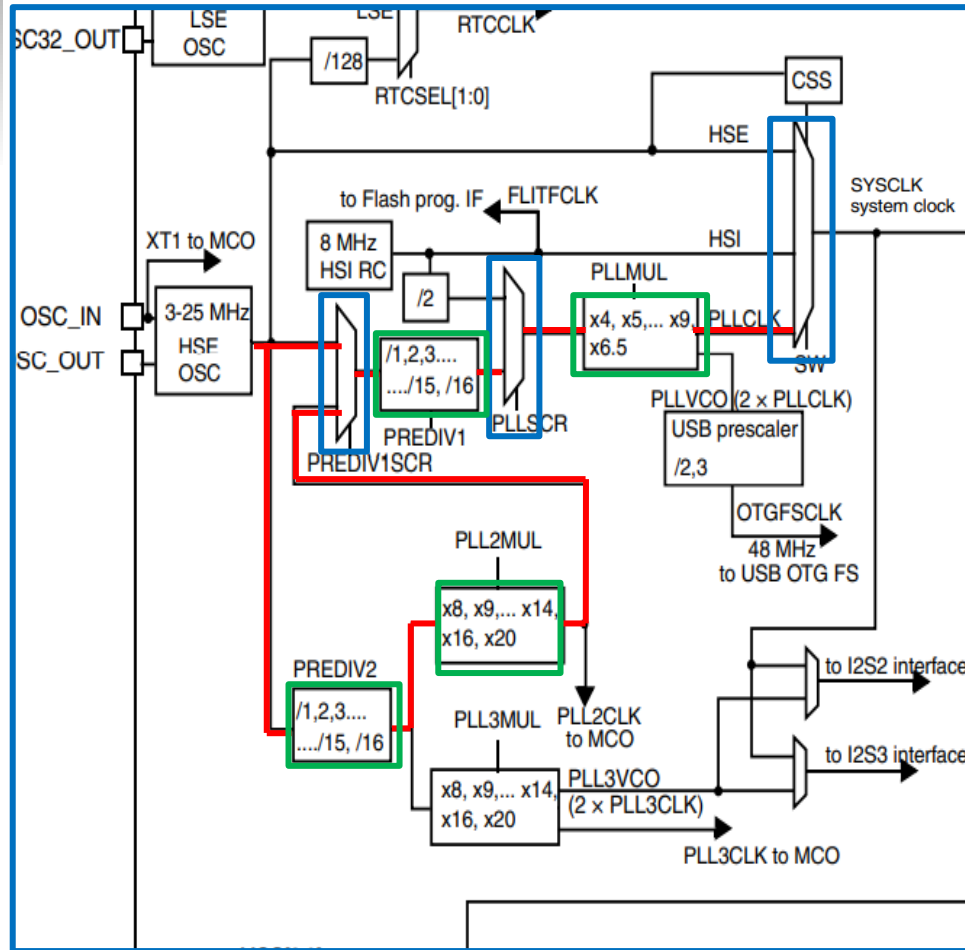 LSE
OSC
SC32_OUT
LSE
RTCCLK
/128
RTCSEL[1:0]
CSS
HSE
SYSCLK
system clock
to Flash prog. IF
FLITFCLK
XT1 to MCO
8 MHz
HSI RC
HSI
/2
PLLMUL
OSC_IN
3-25 MHz
HSE
OSC
SC_OUT
/1,2,3....
..../15, /16
x4, x5,... x9,
x6.5
PLLCLK
SW
PREDIV1
PLLSCR
PREDIV1SCR
PLLVCO (2 × PLLCLK)
USB prescaler
/2,3
OTGFSCLK
48 MHz
to USB OTG FS
PLL2MUL
x8, x9,... x14,
x16, x20
PREDIV2
/1,2,3....
..../15, /16
PLL2CLK
to MCO
to I2S2 interface
PLL3MUL
x8, x9,... x14,
x16, x20
PLL3VCO
(2 × PLL3CLK)
to I2S3 interface
PLL3CLK to MCO